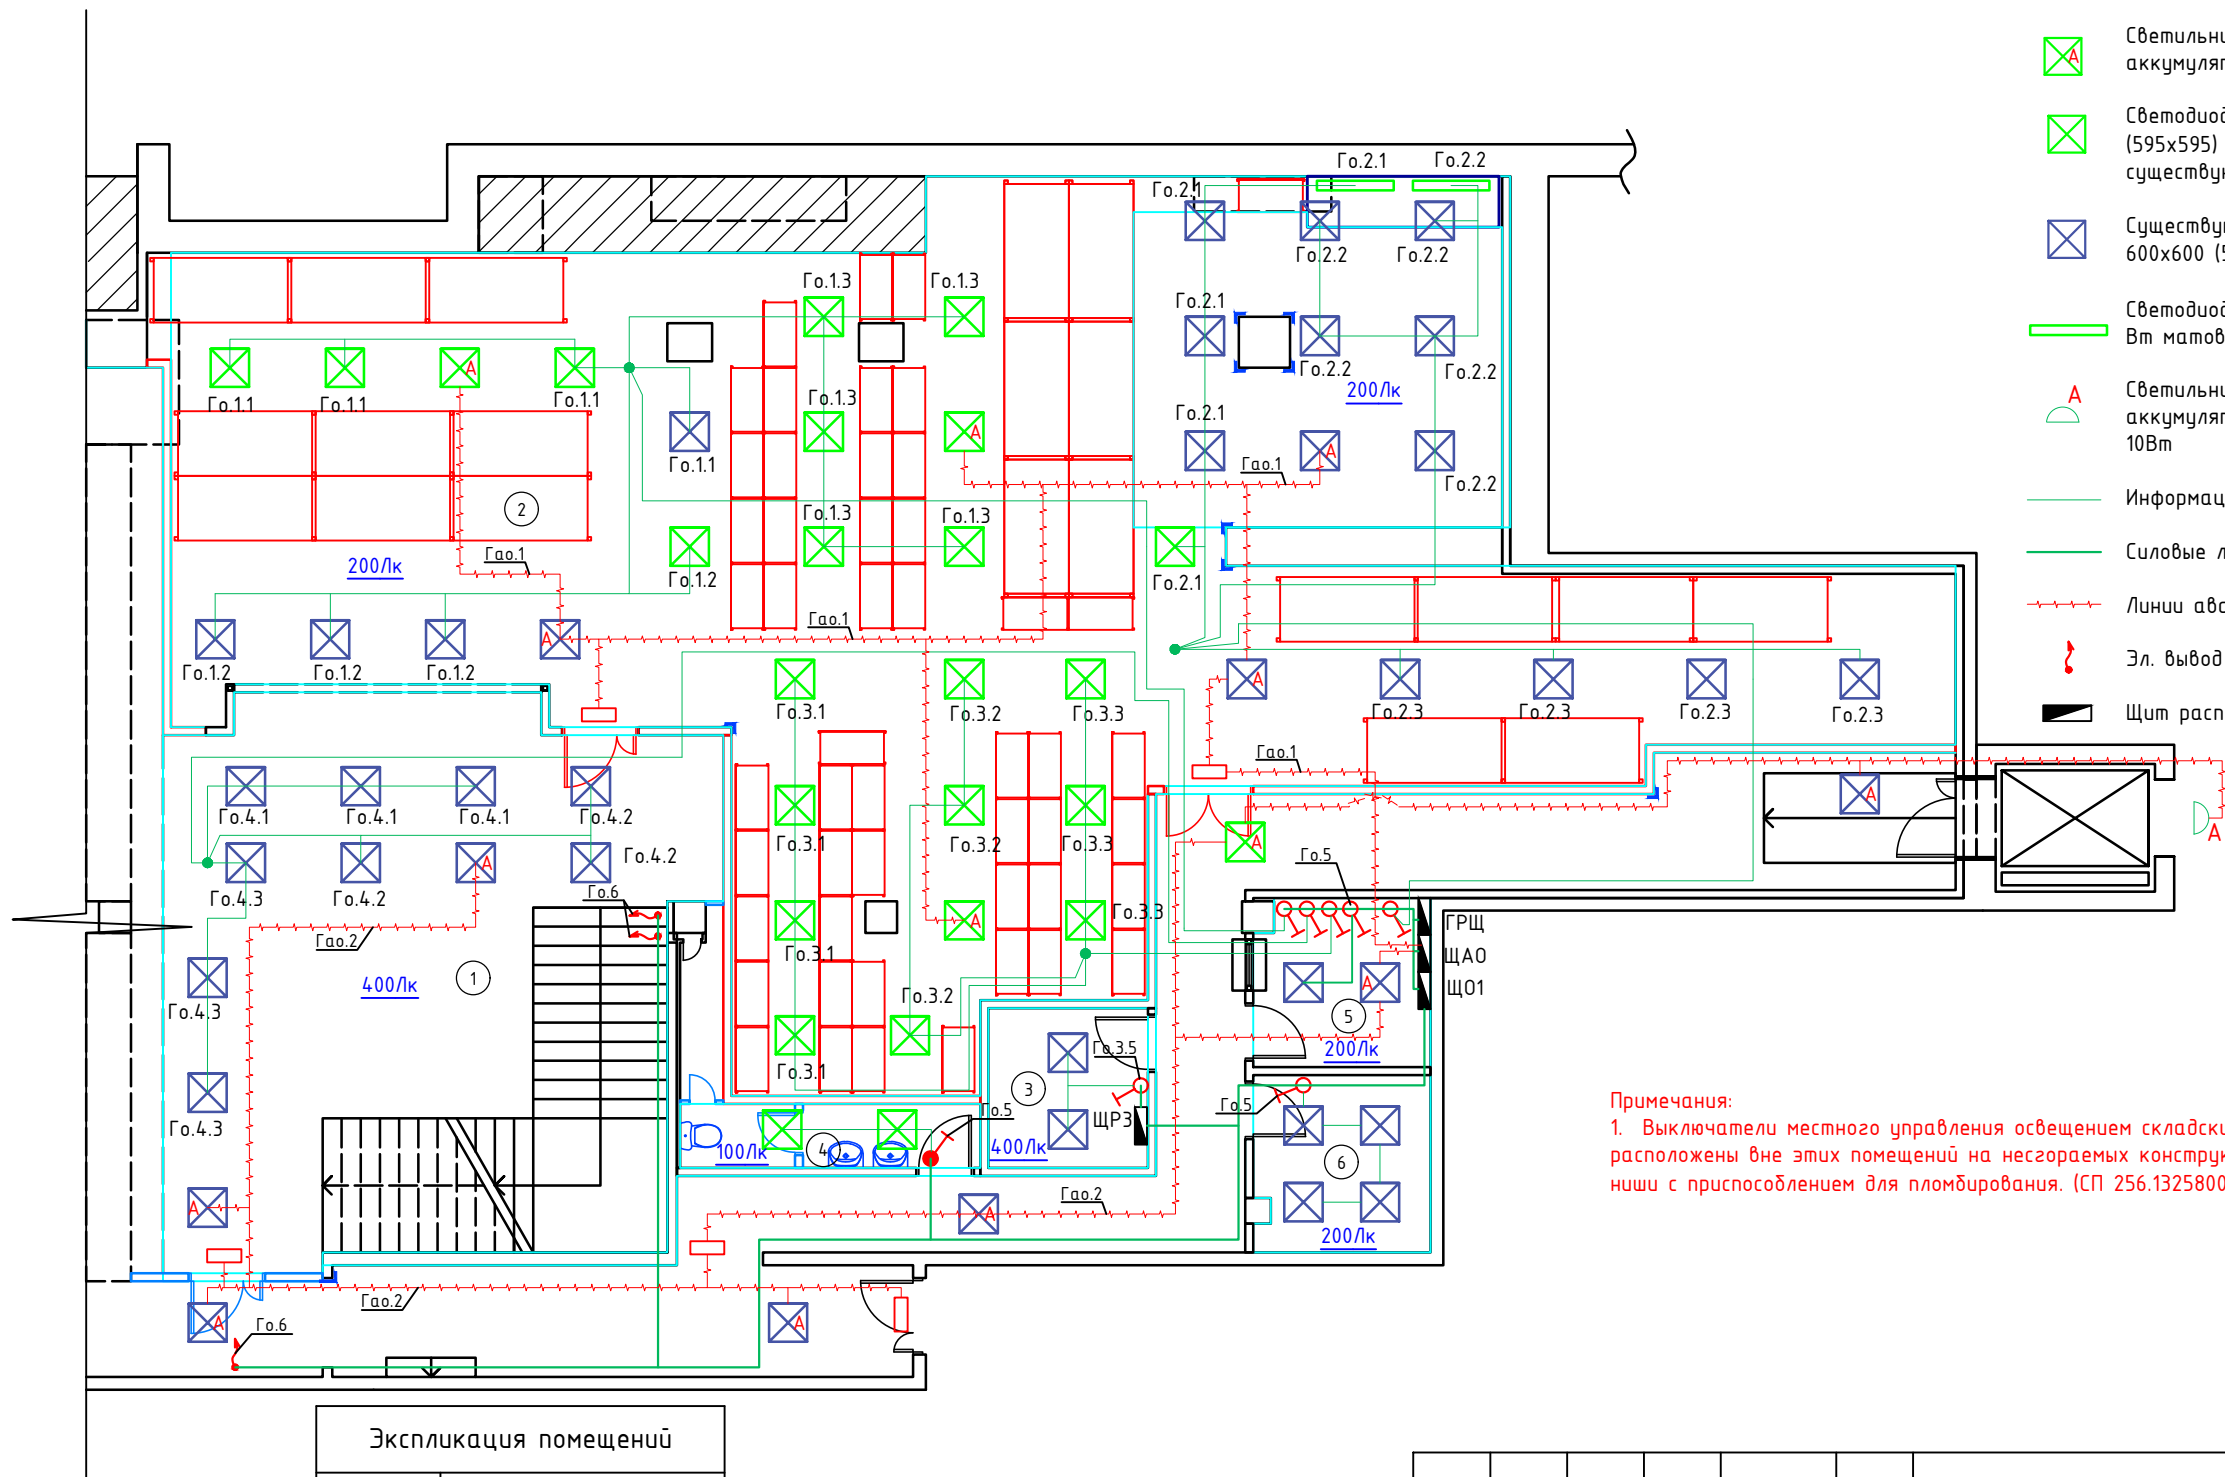 Го.2.1
Го.2.2
Го.2.1
Го.2.2
Го.2.2
Го.1.3
Го.1.3
Го.2.1
Го.2.2
Го.2.2
200Лк
Го.1.1
Го.1.1
А
Го.1.1
Го.1.3
Го.2.1
А
Го.1.1
А
Гао.1
Го.2.2
2
Го.1.3
Го.1.3
200Лк
Гао.1
Го.1.2
Го.2.1
А
Гао.1
Го.1.2
Го.1.2
Го.1.2
А
Го.3.1
Го.3.2
Го.3.3
Го.2.3
Го.2.3
Го.2.3
Го.2.3
Гао.1
А
Го.4.1
Го.4.1
Го.4.1
Го.4.2
Го.3.1
Го.3.2
Го.3.3
А
А
Го.4.3
Го.4.2
А
Го.4.2
Го.5
Го.6
Го.3.3
А
ГРЩ
Гао.2
Го.3.1
ЩАО
400Лк
1
А
ЩО1
Го.3.2
5
Го.4.3
Го.3.5
200Лк
Го.3.1
3
Го.4.3
Го.5
Го.5
ЩР3
100Лк
4
400Лк
6
Гао.2
А
А
200Лк
Гао.2
А
А
Го.6
Светильни
аккумуля
А
Светодиод
(595х595)
существу
Существу
600х600 (5
Светодиод
Вт матов
А
Светильни
аккумуля
10Вт
Информац
Силовые л
Линии ава
Эл. вывод
Щит расп
Примечания:
1. Выключатели местного управления освещением складски
расположены вне этих помещений на несгораемых конструк
ниши с приспособлением для пломбирования. (СП 256.1325800
Экспликация помещений